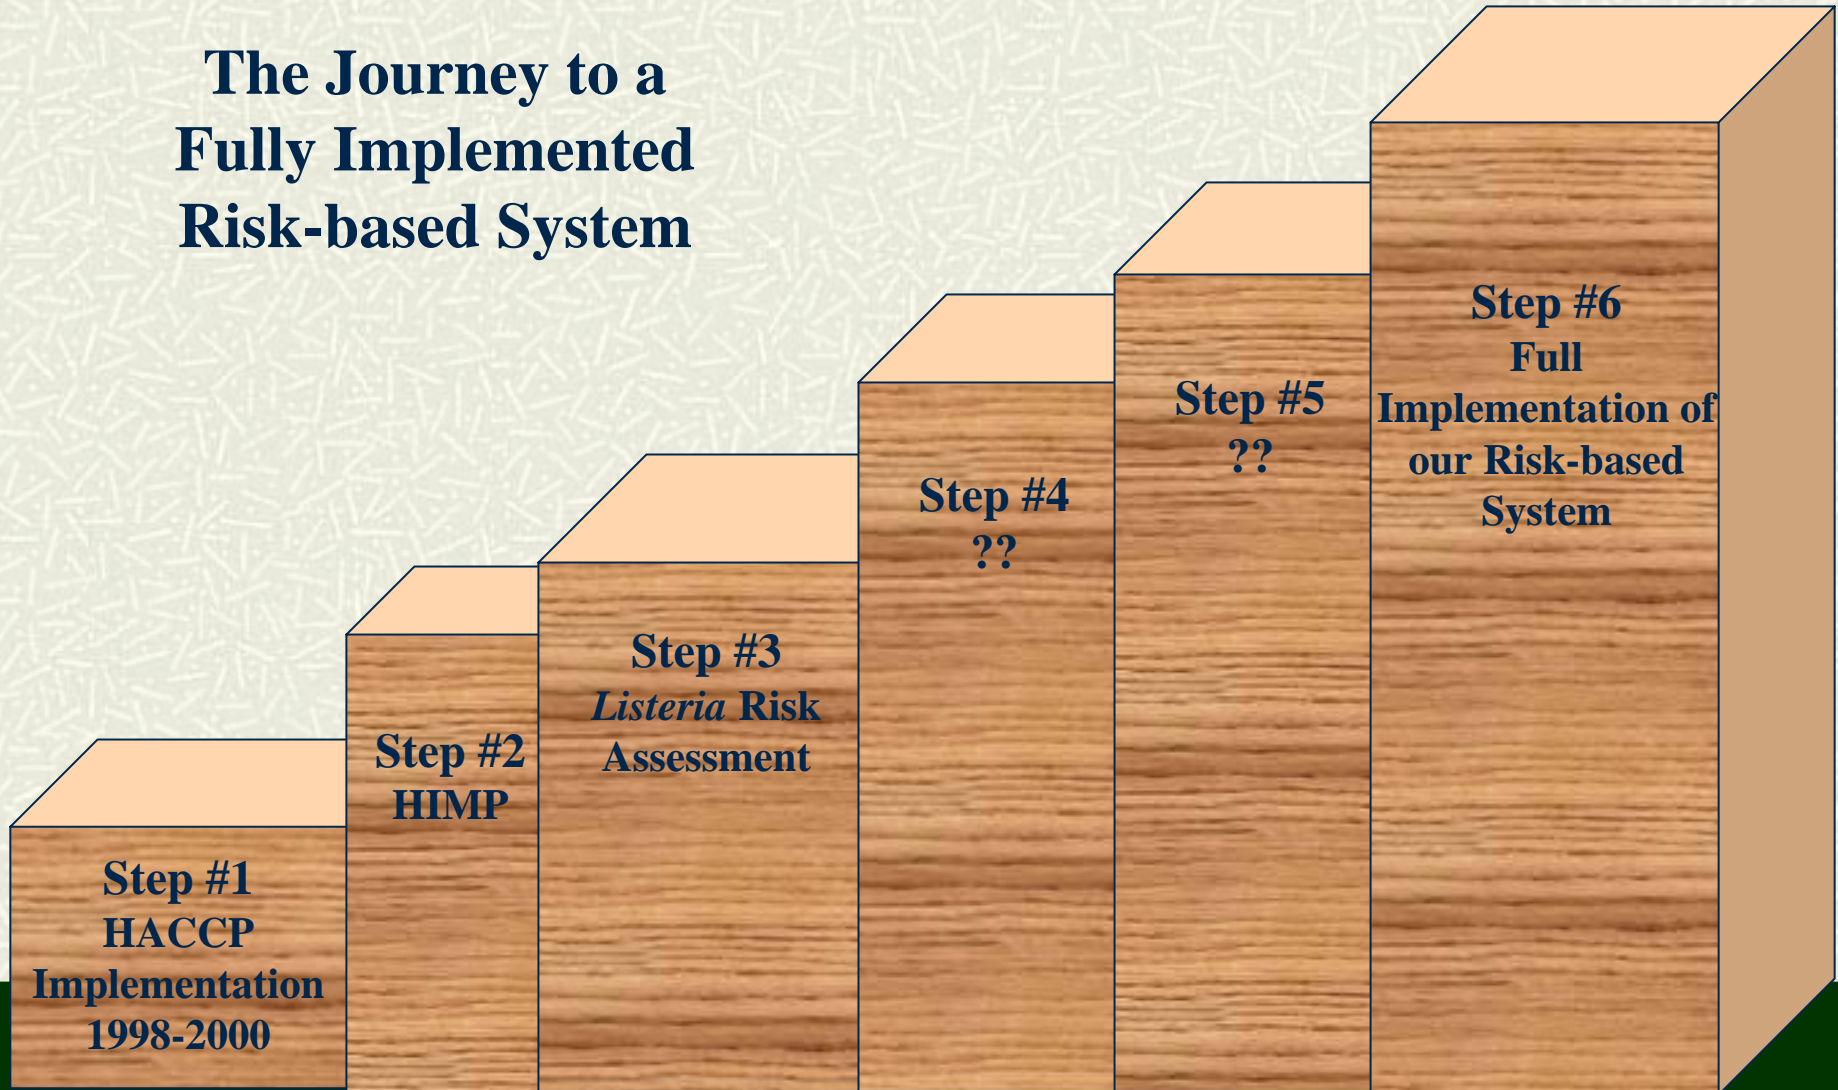 The Journey to a
Fully Implemented
Risk-based System
Step #1
HACCP
Implementation
1998-2000
Step #2
HIMP
Step #3
Listeria Risk
Assessment
Step #4
??
Step #5
??
Step #6
Full
Implementation of
our Risk-based
System